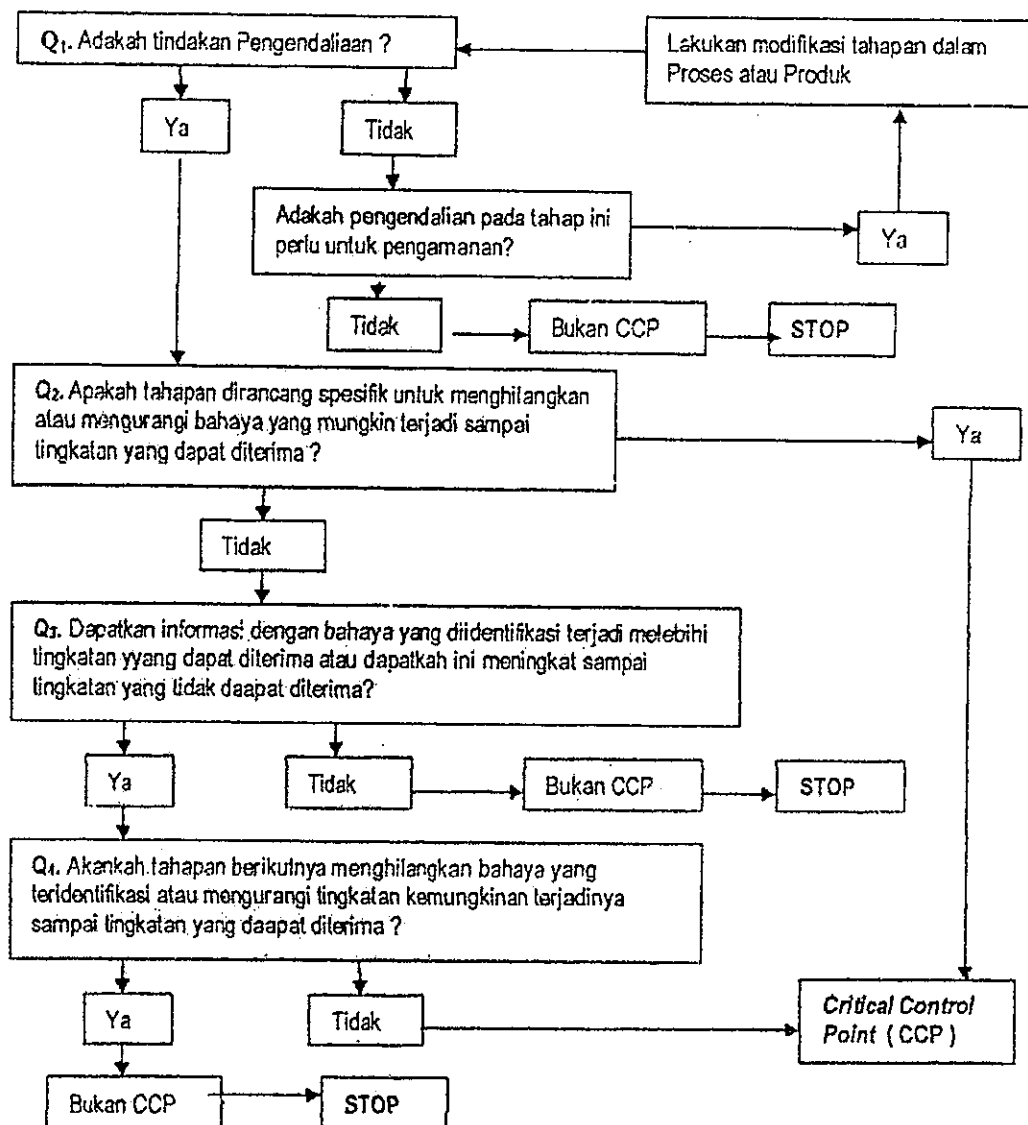 Q1. Adakah tindakan Pengendaliaan ?
Lakukan modifikasi tahapan dalam
Proses atau Produk
Ya
Tidak
Adakah pengendalian pada tahap ini
perlu untuk pengamanan?
Ya
Tidak
Bukan CCP
STOP
Q2. Apakah tahapan dirancang spesifik untuk menghilangkan
atau mengurangi bahaya yang mungkin terjadi sampai
tingkatan yang dapat diterima ?
Ya
Tidak
Q3. Dapatkan informasi dengan bahaya yang diidentifikasi terjadi melebihi
tingkatan yyang dapat diterima atau dapatkah ini meningkat sampai
tingkatan yang tidak daapat diterima?
Ya
Tidak
Bukan CCP
STOP
Q4. Akankah tahapan berikutnya menghilangkan bahaya yang
teridentifikasi atau mengurangi tingkatan kemungkinan terjadinya
sampai tingkatan yang daapat diterima ?
Ya
Tidak
Critical Control
Point ( CCP )
Bukan CCP
STOP